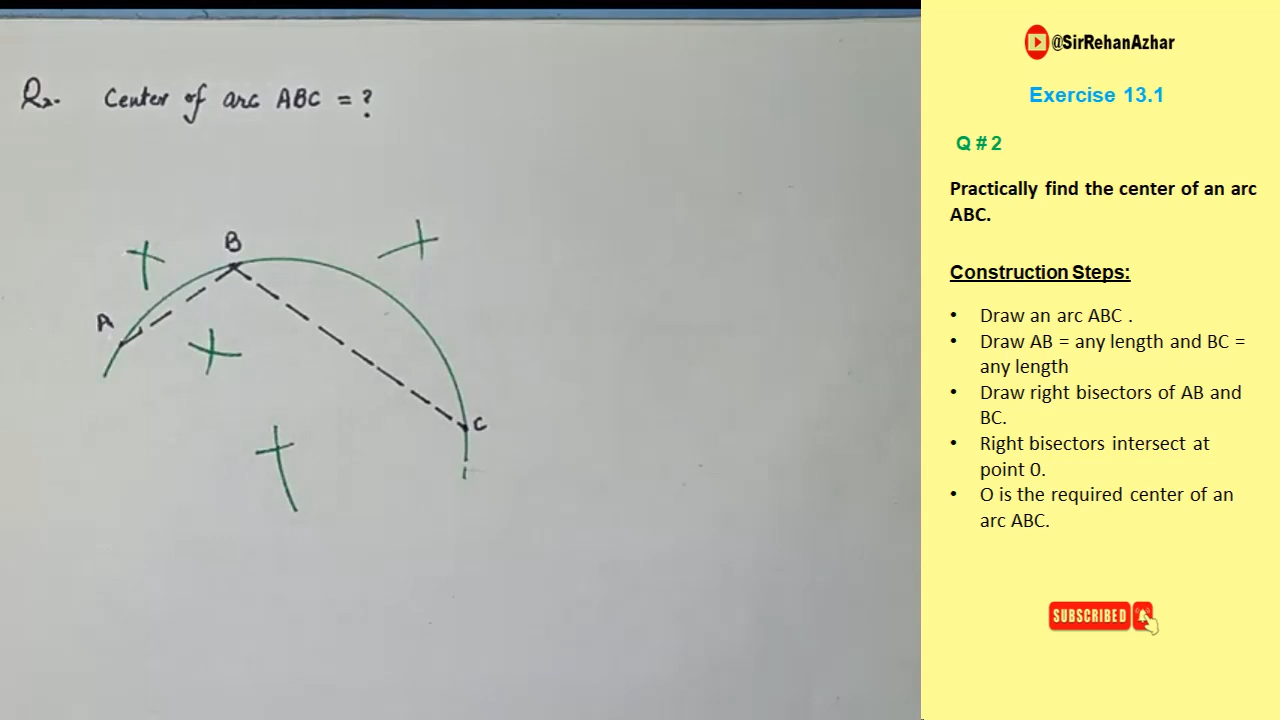 Q2. Center of arc ABC = ?
B
A
C
@SirRehanAzhar
Exercise 13.1
Q # 2
Practically find the center of an arc
ABC.
Construction Steps:
• Draw an arc ABC .
• Draw AB = any length and BC =
any length
• Draw right bisectors of AB and
BC.
• Right bisectors intersect at
point 0.
• O is the required center of an
arc ABC.
SUBSCRIBED